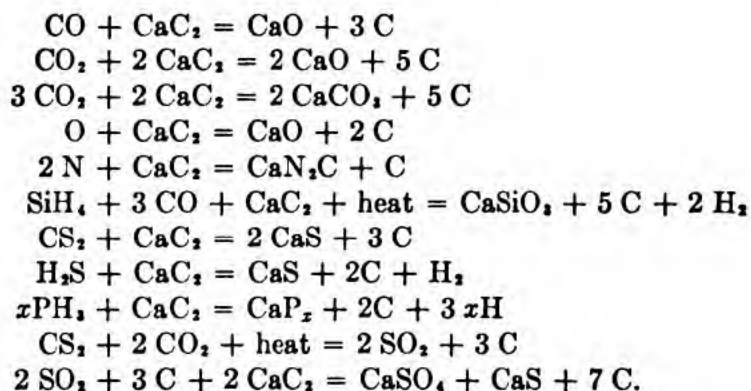 CO + CaC₂ = CaO + 3 C
CO₂ + 2 CaC₂ = 2 CaO + 5 C
3 CO₂ + 2 CaC₂ = 2 CaCO₃ + 5 C
O + CaC₂ = CaO + 2 C
2 N + CaC₂ = CaN₂C + C
SiH₄ + 3 CO + CaC₂ + heat = CaSiO₃ + 5 C + 2 H₂
CS₂ + CaC₂ = 2 CaS + 3 C
H₂S + CaC₂ = CaS + 2C + H₂
xPH₃ + CaC₂ = CaPₓ + 2C + 3 xH
CS₂ + 2 CO₂ + heat = 2 SO₂ + 3 C
2 SO₂ + 3 C + 2 CaC₂ = CaSO₄ + CaS + 7 C.